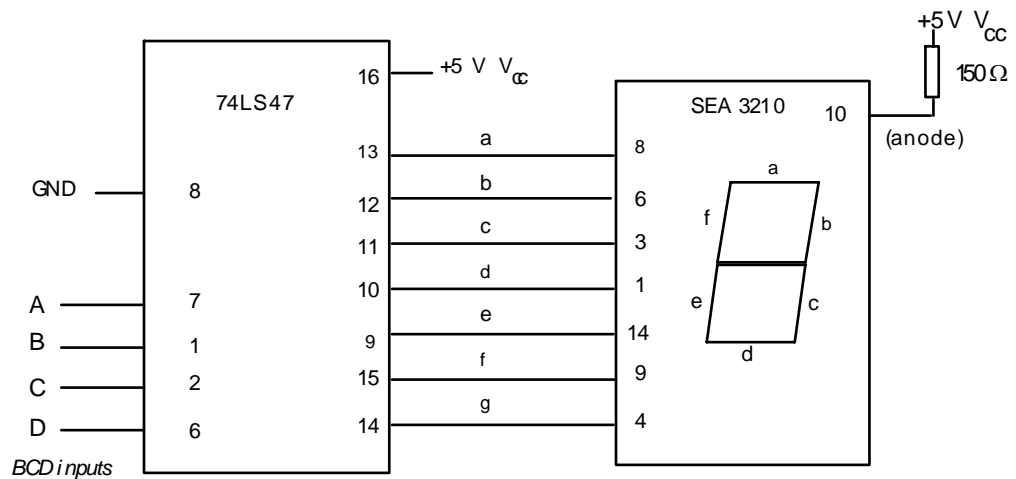 +5 V V CC
150 Ω
74LS47
16
+5 V V CC
SEA 3210
10
(anode)
GND
8
13
a
8
12
b
6
11
c
3
10
d
1
A
7
9
e
14
B
1
15
f
9
C
2
14
g
4
D
6
BCD inputs
a
f
b
e
c
d